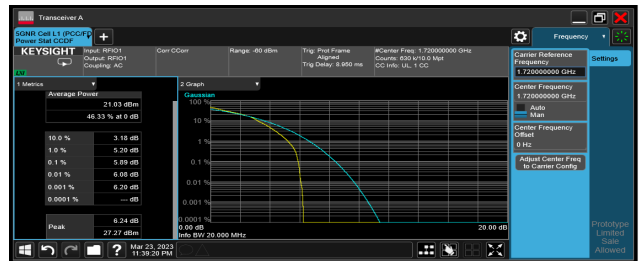 Transceiver A
5GNR Cell L1 (PCC/FD
Power Stat CCDF
Frequency
KEYSIGHT
Input: RFIO1
Output: RFIO1
Coupling: AC
Corr CCorr
Range: -60 dBm
Trig: Prot Frame
Aligned
Trig Delay: 8.950 ms
#Center Freq: 1.720000000 GHz
Counts: 630 k/10.0 Mpt
CC Info: UL, 1 CC
LXI
Carrier Reference
Frequency
1.720000000 GHz
Settings
Center Frequency
1.720000000 GHz
Auto
Man
Center Frequency
Offset
0 Hz
Adjust Center Freq
to Carrier Config
1 Metrics
Average Power
21.03 dBm
46.33 % at 0 dB
10.0 % 3.18 dB
1.0 % 5.20 dB
0.1 % 5.89 dB
0.01 % 6.08 dB
0.001 % 6.20 dB
0.0001 % --- dB
Peak
6.24 dB
27.27 dBm
2 Graph
Gaussian
100 %
10 %
1 %
0.1 %
0.01 %
0.001 %
0.0001 %
0.00 dB
20.00 dB
Info BW 20.000 MHz
Mar 23, 2023
11:39:20 PM
Prototype
Limited
Sale
Allowed